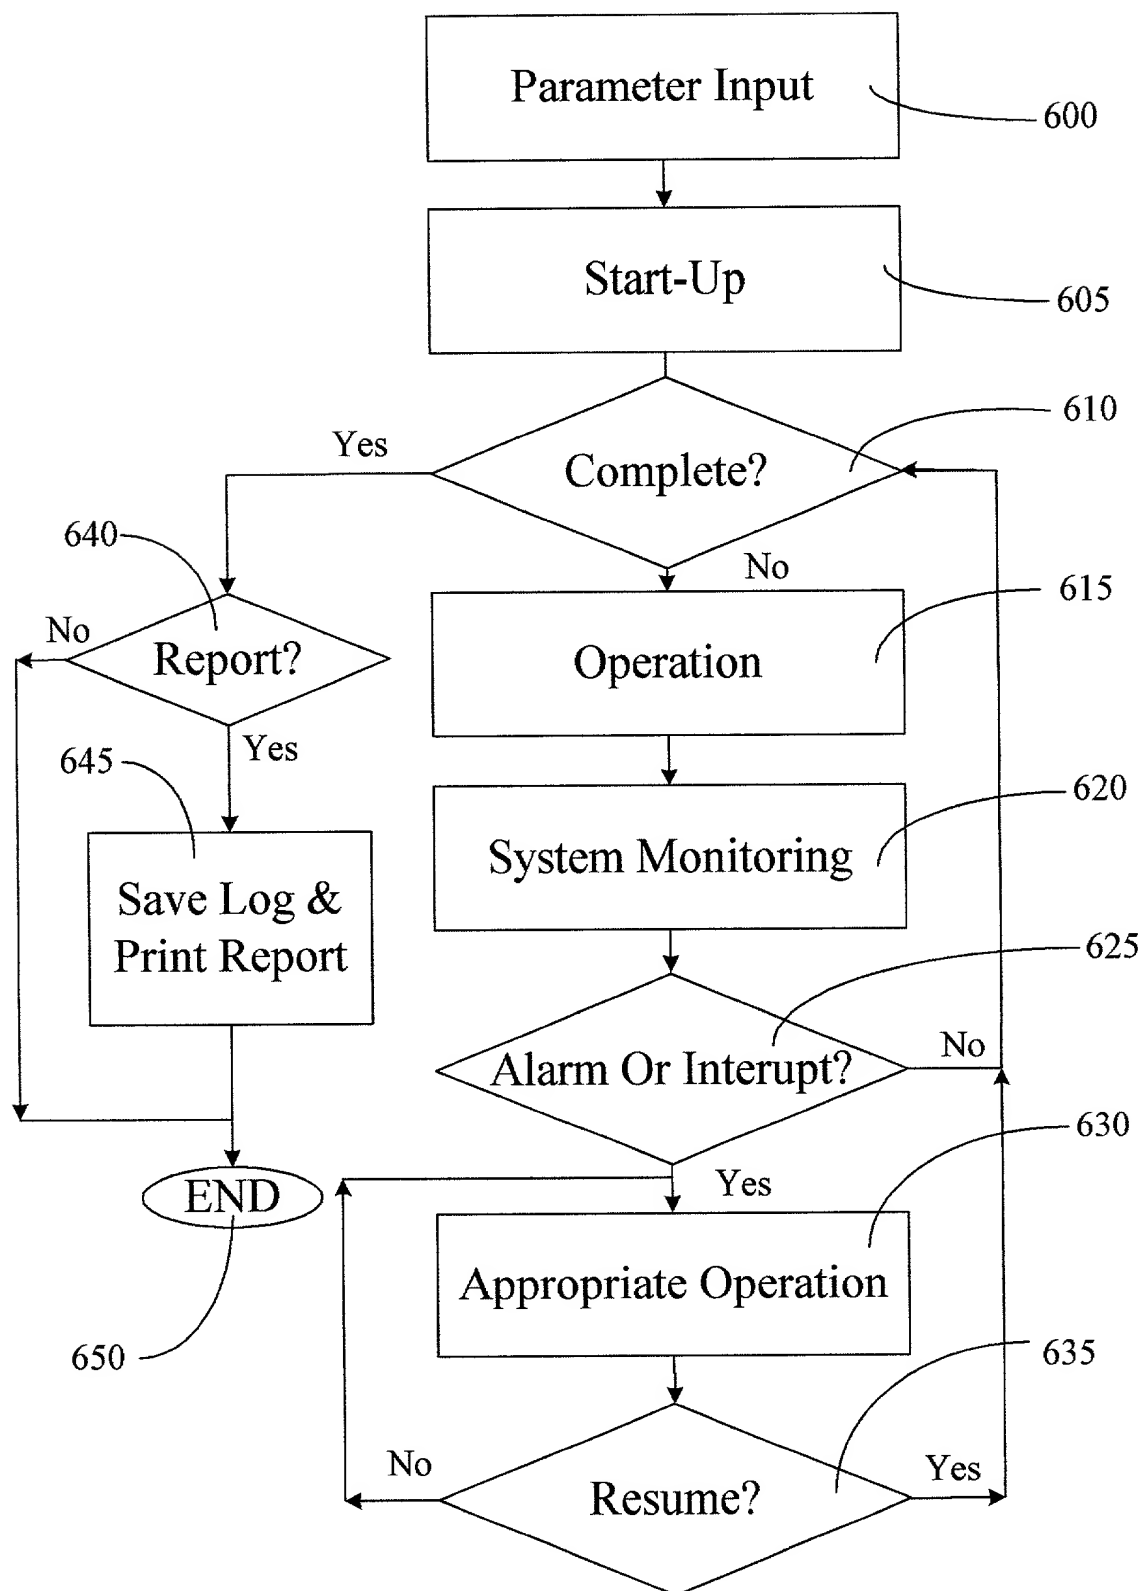 Parameter Input
600
Start-Up
605
610
Yes
Complete?
640
No
615
No
Report?
Operation
Yes
645
620
System Monitoring
Save Log &
Print Report
625
No
Alarm Or Interupt?
630
Yes
END
Appropriate Operation
650
635
No
Yes
Resume?